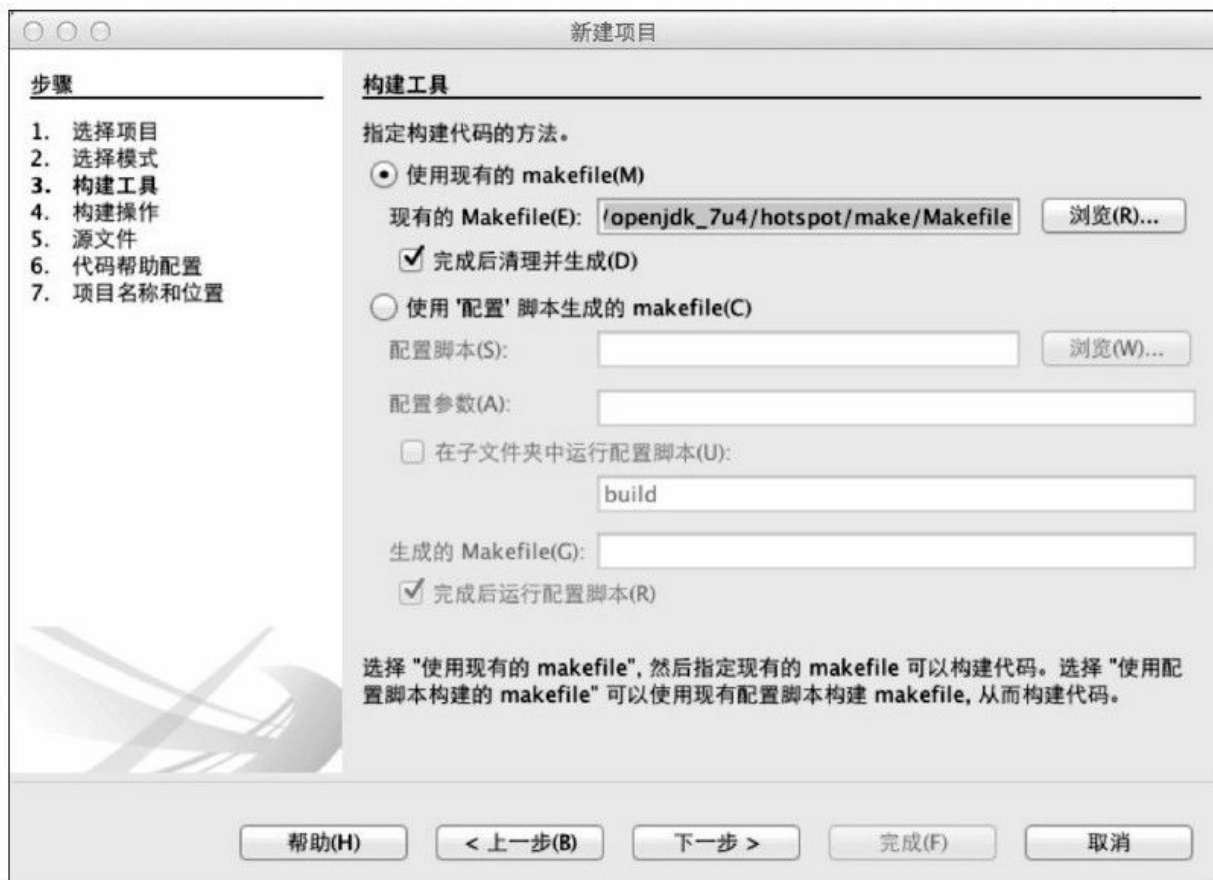 新建项目
步骤
1. 选择项目
2. 选择模式
3. 构建工具
4. 构建操作
5. 源文件
6. 代码帮助配置
7. 项目名称和位置
构建工具
指定构建代码的方法。
使用现有的 makefile(M)
现有的 Makefile(E): /openjdk_7u4/hotspot/make/Makefile 浏览(R)...
完成后清理并生成(D)
使用 '配置' 脚本生成的 makefile(C)
配置脚本(S): 浏览(W)...
配置参数(A):
在子文件夹中运行配置脚本(U):
build
生成的 Makefile(G):
完成后运行配置脚本(R)
选择 "使用现有的 makefile", 然后指定现有的 makefile 可以构建代码。选择 "使用配
置脚本构建的 makefile" 可以使用现有配置脚本构建 makefile, 从而构建代码。
帮助(H) < 上一步(B) 下一步 > 完成(F) 取消